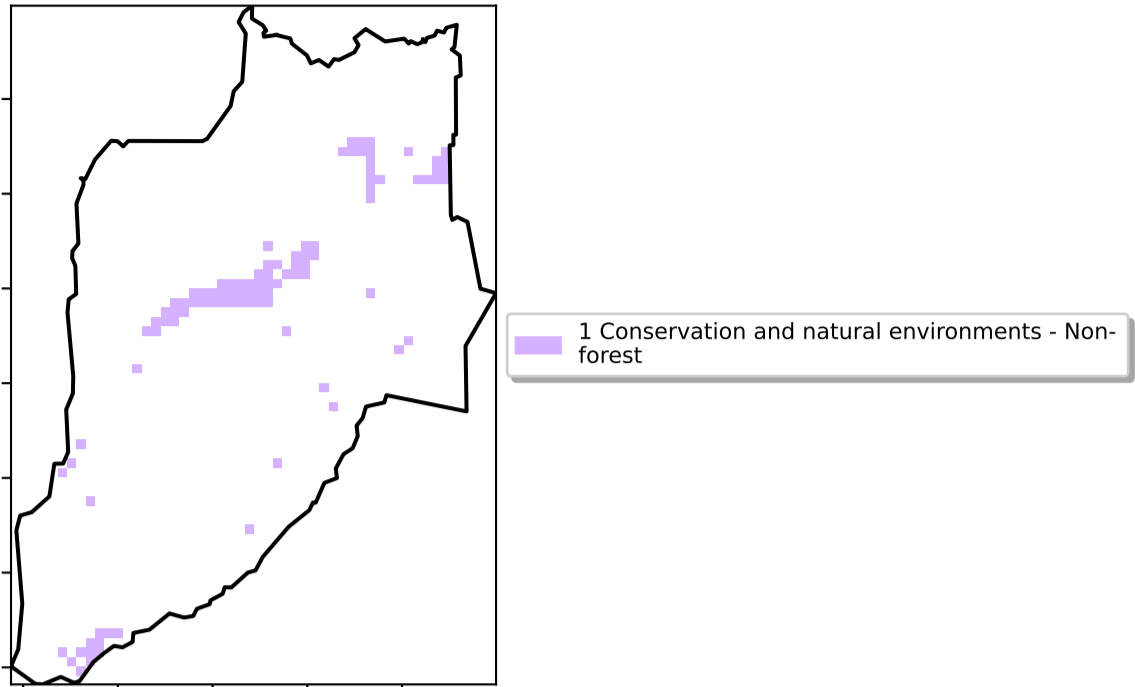 1 Conservation and natural environments - Non-
forest